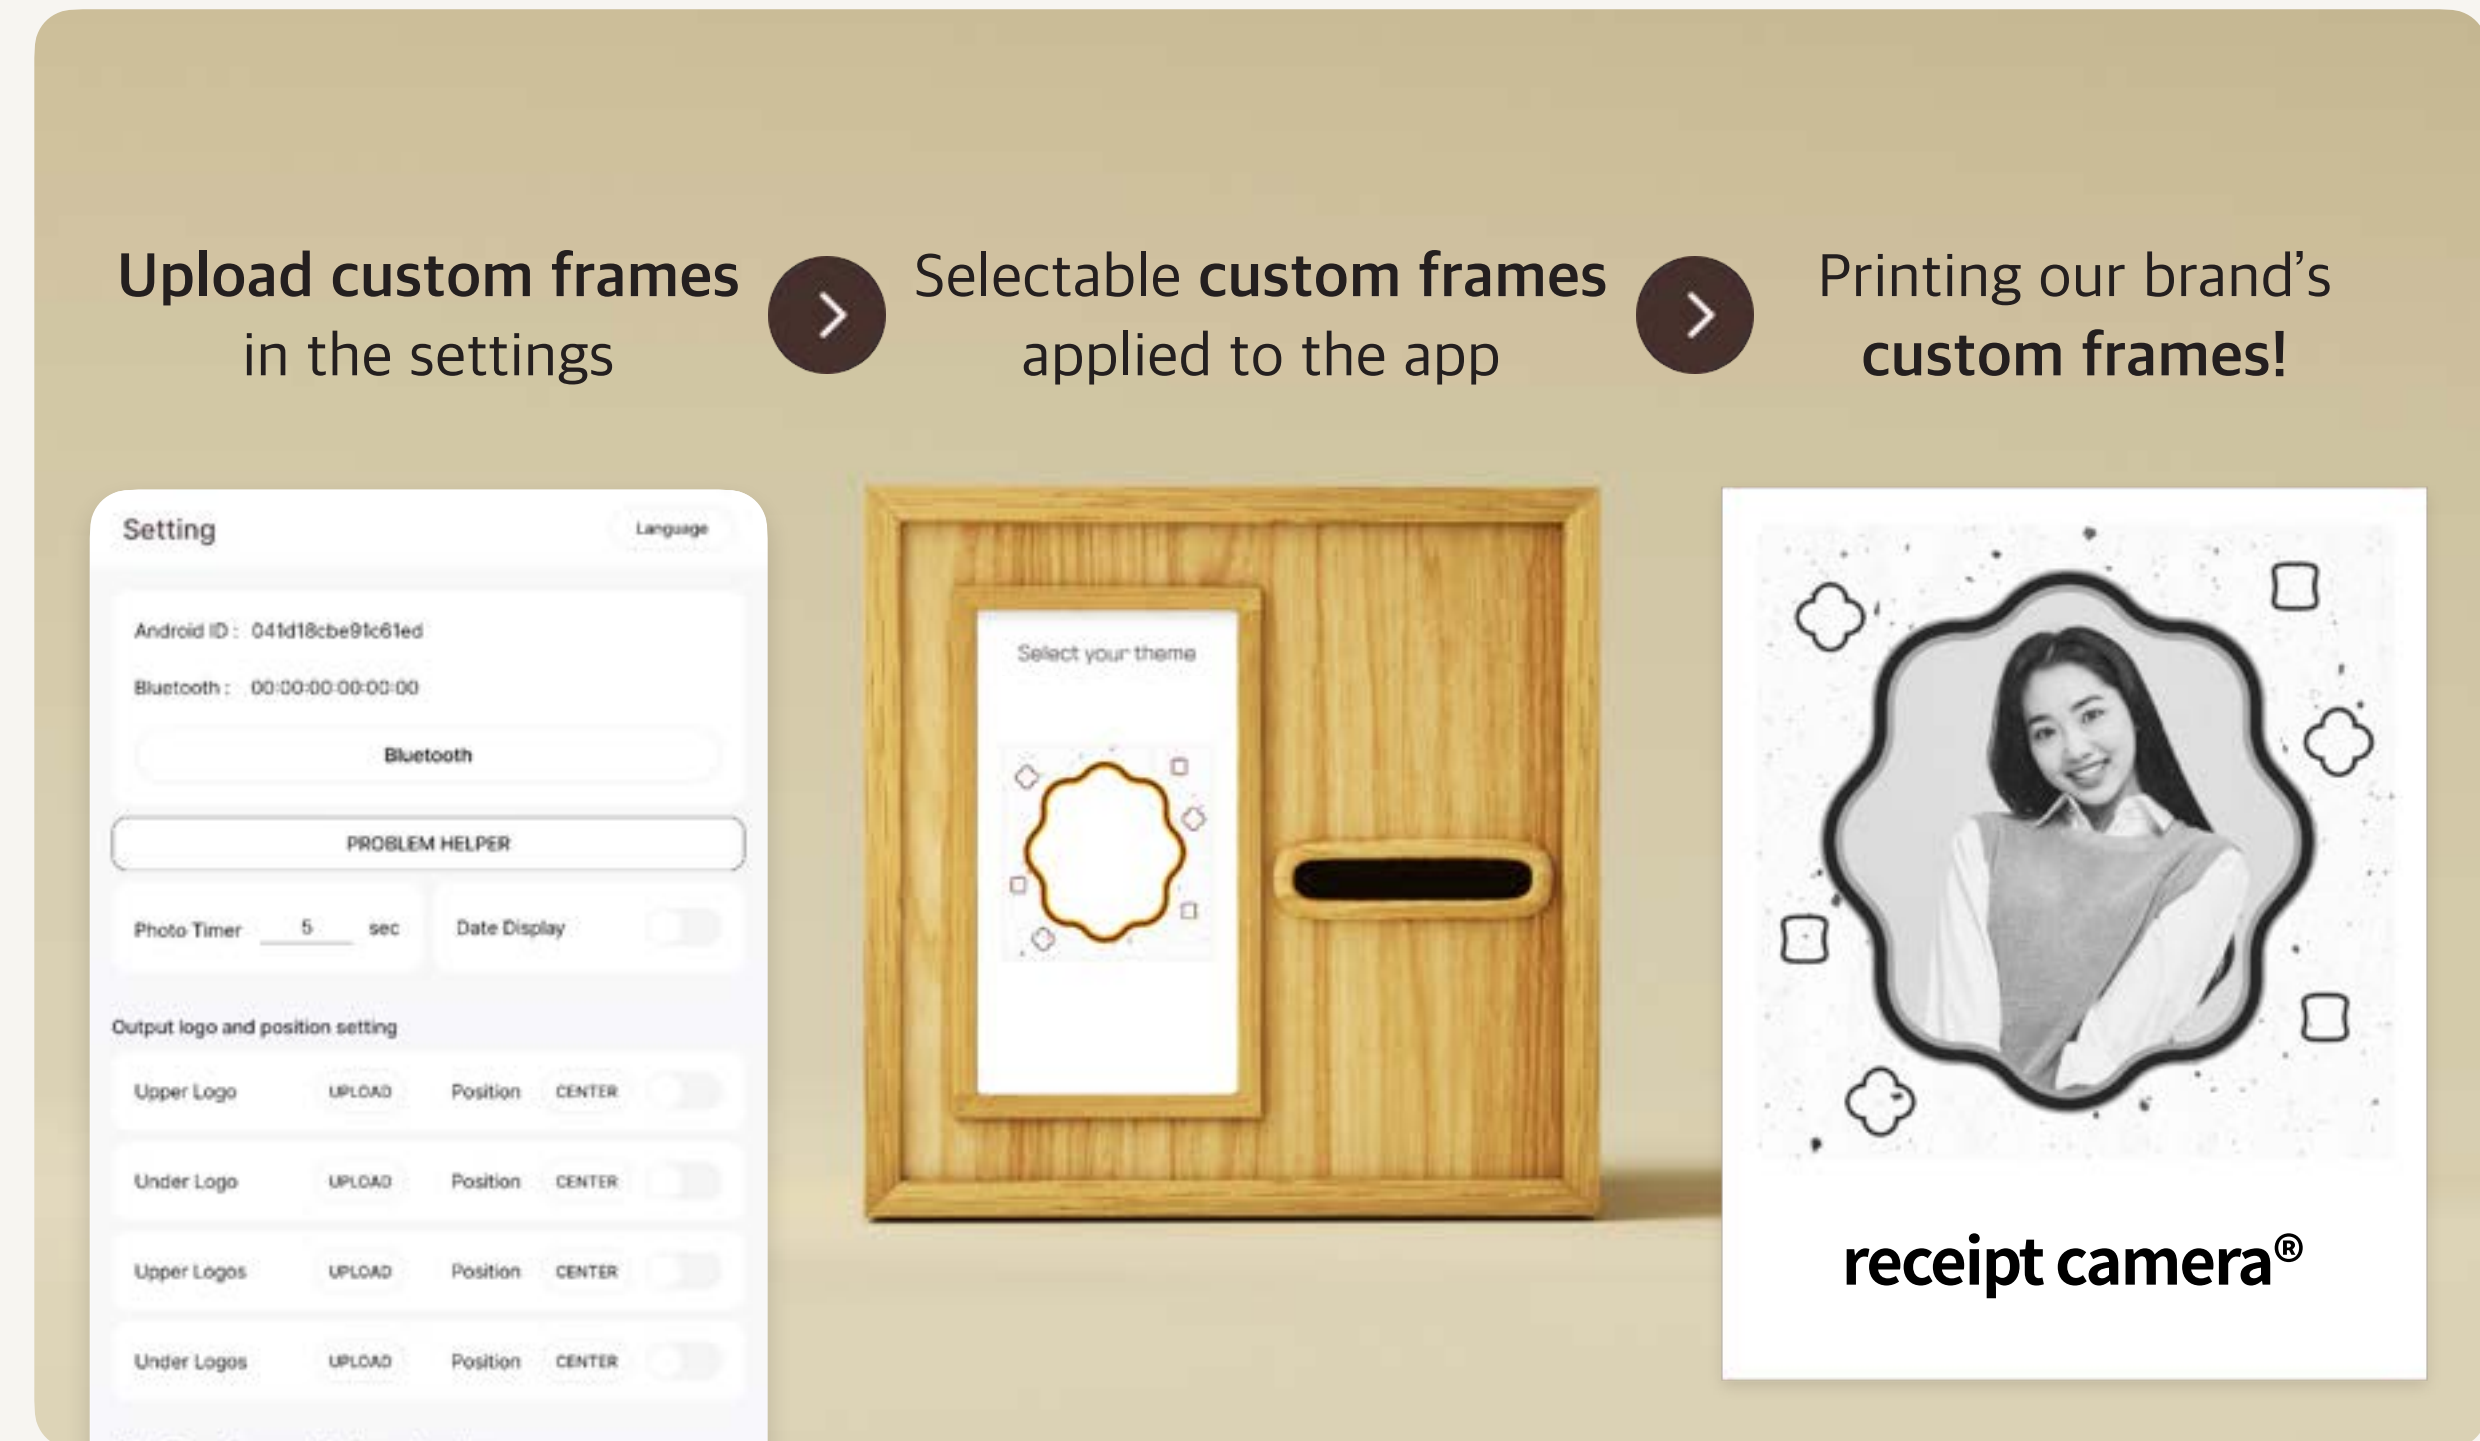 Upload custom frames
in the settings
Selectable custom frames
applied to the app
Printing our brand’s
custom frames!
Setting
Language
Android ID : 041d18cbe91c61ed
Bluetooth : 00:00:00:00:00:00
Bluetooth
PROBLEM HELPER
Photo Timer 5 sec
Date Display
Output logo and position setting
Upper Logo UPLOAD Position CENTER
Under Logo UPLOAD Position CENTER
Upper Logos UPLOAD Position CENTER
Under Logos UPLOAD Position CENTER
Select your theme
receipt camera®